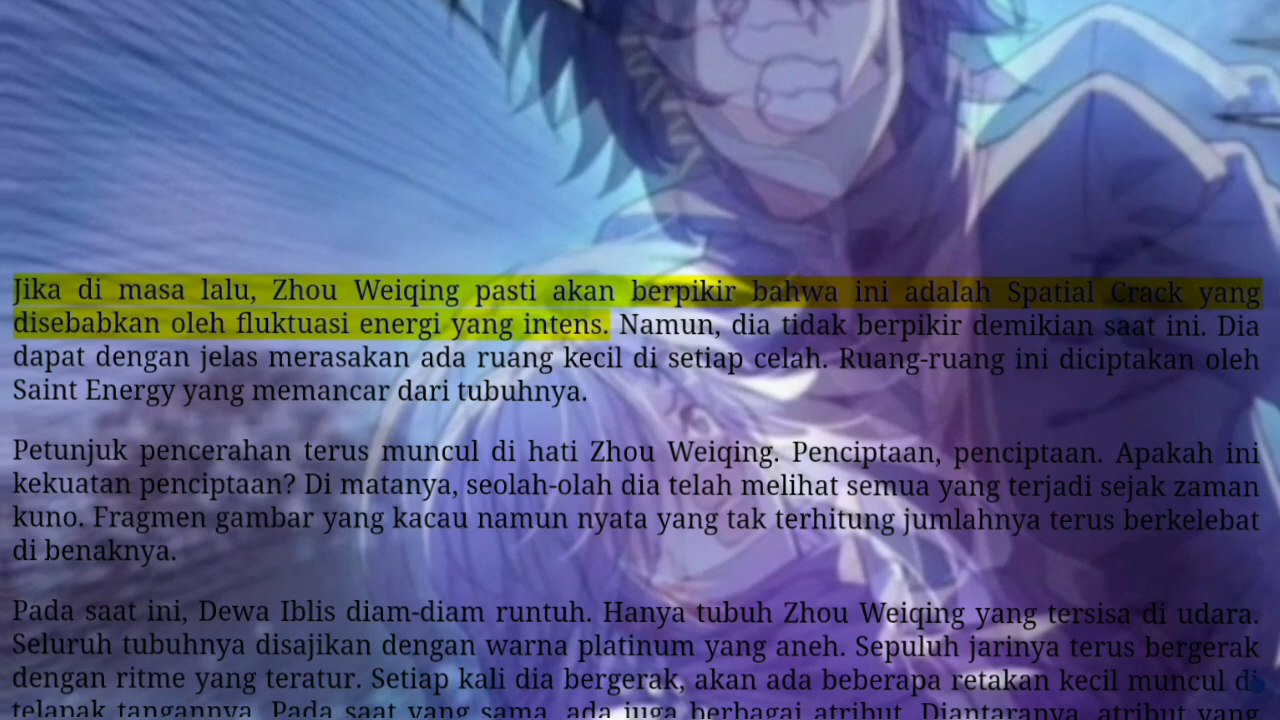 Jika di masa lalu, Zhou Weiqing pasti akan berpikir bahwa ini adalah Spatial Crack yang
disebabkan oleh fluktuasi energi yang intens. Namun, dia tidak berpikir demikian saat ini. Dia
dapat dengan jelas merasakan ada ruang kecil di setiap celah. Ruang-ruang ini diciptakan oleh
Saint Energy yang memancar dari tubuhnya.
Petunjuk pencerahan terus muncul di hati Zhou Weiqing. Penciptaan, penciptaan. Apakah ini
kekuatan penciptaan? Di matanya, seolah-olah dia telah melihat semua yang terjadi sejak zaman
kuno. Fragmen gambar yang kacau namun nyata yang tak terhitung jumlahnya terus berkelebat
di benaknya.
Pada saat ini, Dewa Iblis diam-diam runtuh. Hanya tubuh Zhou Weiqing yang tersisa di udara.
Seluruh tubuhnya disajikan dengan warna platinum yang aneh. Sepuluh jarinya terus bergerak
dengan ritme yang teratur. Setiap kali dia bergerak, akan ada beberapa retakan kecil muncul di
telapak tangannya. Pada saat yang sama, ada juga berbagai atribut. Diantaranya, atribut yang